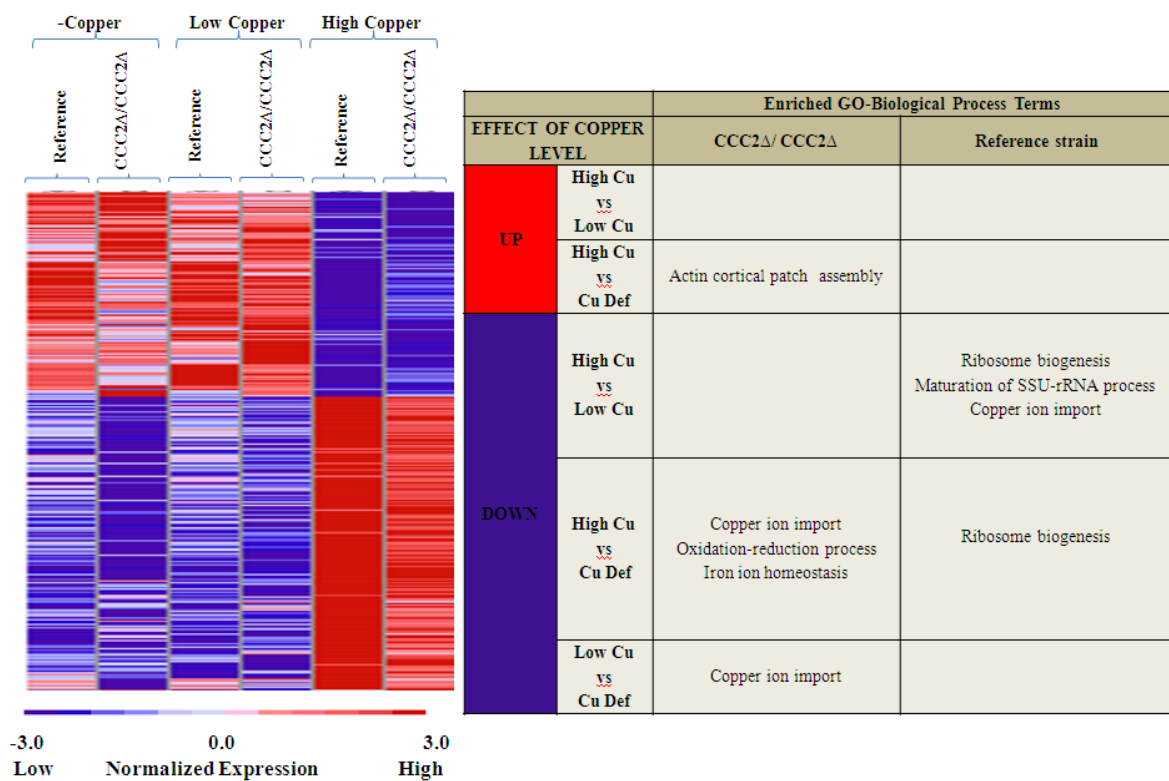 -Copper
Low Copper
High Copper
Reference
CCC2Δ/CCC2Δ
Reference
CCC2Δ/CCC2Δ
Reference
CCC2Δ/CCC2Δ
-3.0
0.0
3.0
Low
Normalized Expression
High
Enriched GO-Biological Process Terms
EFFECT OF COPPER
LEVEL
CCC2Δ/ CCC2Δ
Reference strain
UP
High Cu
vs
Low Cu
High Cu
vs
Cu Def
Actin cortical patch assembly
DOWN
High Cu
vs
Low Cu
Ribosome biogenesis
Maturation of SSU-rRNA process
Copper ion import
High Cu
vs
Cu Def
Copper ion import
Oxidation-reduction process
Iron ion homeostasis
Ribosome biogenesis
Low Cu
vs
Cu Def
Copper ion import